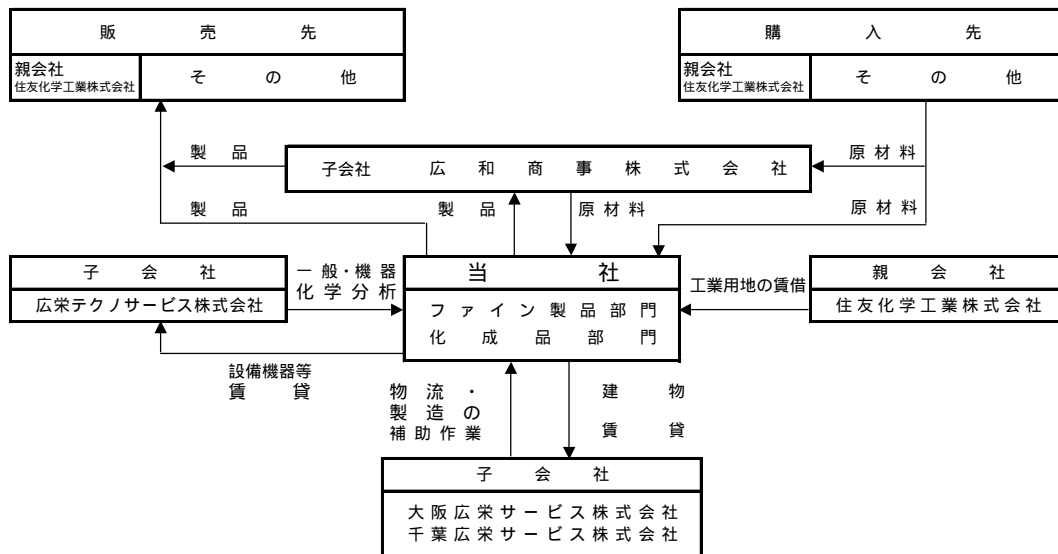 販売先
親会社
住友化学工業株式会社
その他
購入先
親会社
住友化学工業株式会社
その他
製品
子会社 広和商事株式会社
原材料
製品
製品
原材料
原材料
子会社
広栄テクノサービス株式会社
一般・機器
化学分析
当社
ファイン製品部門
化成品部門
工業用地の賃借
親会社
住友化学工業株式会社
設備機器等
賃貸
物流・
製造の
補助作業
建物
賃貸
子会社
大阪広栄サービス株式会社
千葉広栄サービス株式会社